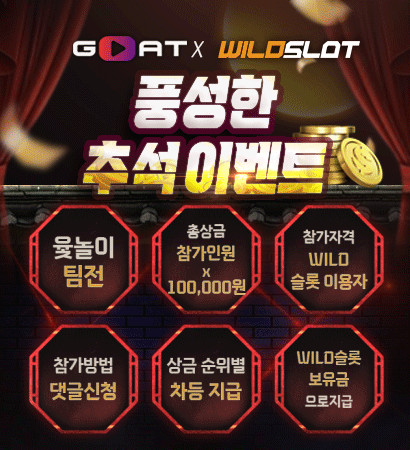 GOAT X WILDSLOT
풍성한
추석이벤트
윷놀이
팀전
총상금
참가인원
x
100,000원
참가자격
WILD
슬롯 이용자
참가방법
댓글신청
상금 순위별
차등 지급
WILD슬롯
보유금
으로지급